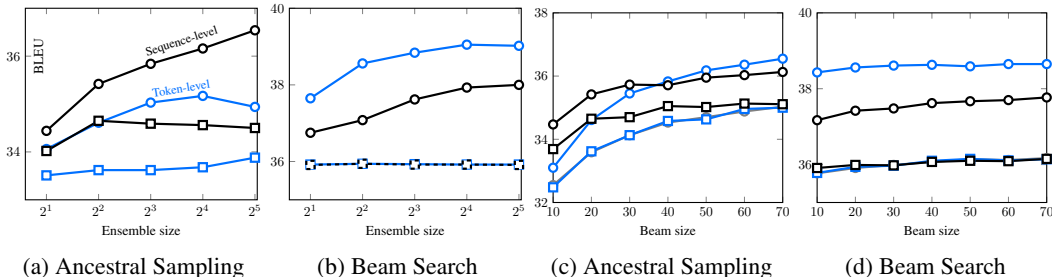 BLEU
36
34
Sequence-level
Token-level
2^1 2^2 2^3 2^4 2^5
Ensemble size
(a) Ancestral Sampling
40
38
36
2^1 2^2 2^3 2^4 2^5
Ensemble size
(b) Beam Search
38
36
34
32
10 20 30 40 50 60 70
Beam size
(c) Ancestral Sampling
40
38
36
34
10 20 30 40 50 60 70
Beam size
(d) Beam Search